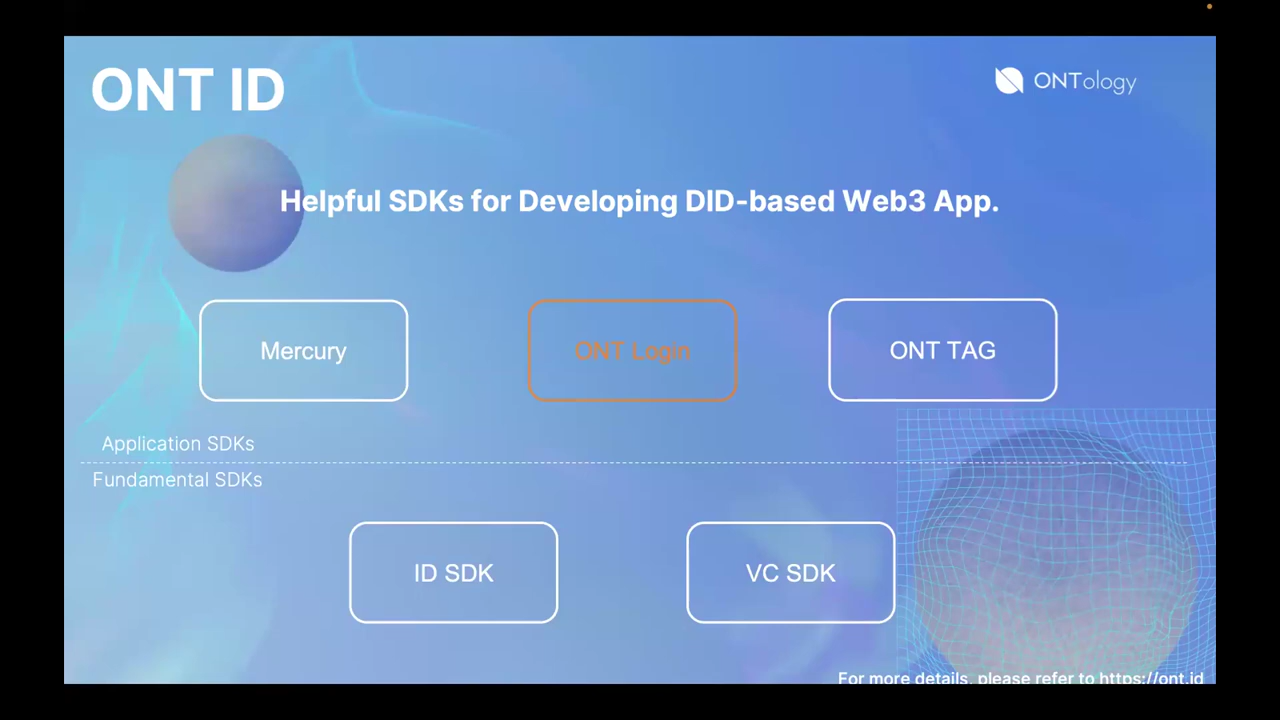 ONT ID
ONTology
Helpful SDKs for Developing DID-based Web3 App.
Mercury
ONT Login
ONT TAG
Application SDKs
Fundamental SDKs
ID SDK
VC SDK
For more details, please refer to https://ont.id